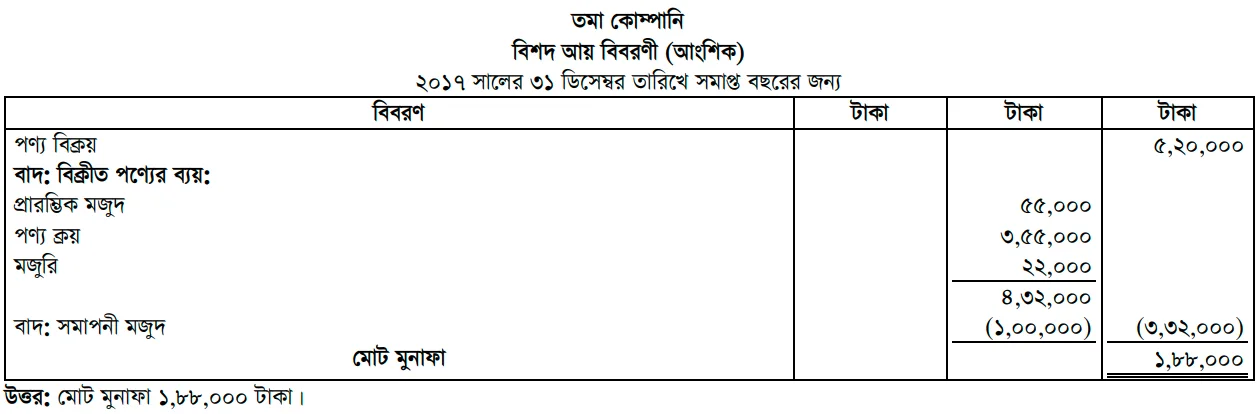 তমা কোম্পানি
বিশদ আয় বিবরণী (আংশিক)
২০১৭ সালের ৩১ ডিসেম্বর তারিখে সমাপ্ত বছরের জন্য
বিবরণ টাকা টাকা টাকা
পণ্য বিক্রয় ৫,২০,০০০
বাদ: বিক্রীত পণ্যের ব্যয়:
প্রারম্ভিক মজুদ ৫৫,০০০
পণ্য ক্রয় ৩,৫৫,০০০
মজুরি ২২,০০০
৪,৩২,০০০
বাদ: সমাপনী মজুদ (১,০০,০০০) (৩,৩২,০০০)
মোট মুনাফা ১,৮৮,০০০
উত্তর: মোট মুনাফা ১,৮৮,০০০ টাকা।